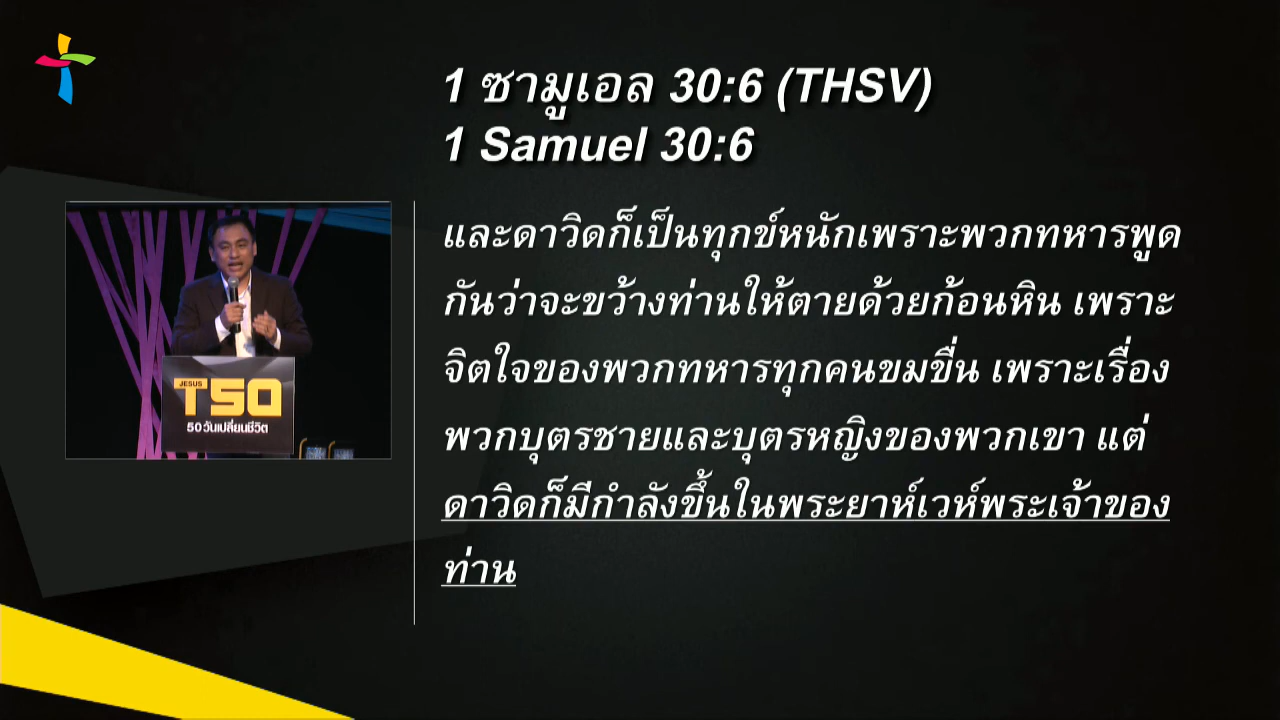 1 ซามูเอล 30:6 (THSV)
1 Samuel 30:6
และดาวิดก็เป็นทุกข์หนักเพราะพวกทหารพูด
กันว่าจะขว้างท่านให้ตายด้วยก้อนหิน เพราะ
จิตใจของพวกทหารทุกคนขมขื่น เพราะเรื่อง
พวกบุตรชายและบุตรหญิงของพวกเขา แต่
ดาวิดก็มีกำลังขึ้นในพระยาห์เวห์พระเจ้าของ
ท่าน
JESUS
T50
50 วันเปลี่ยนชีวิต